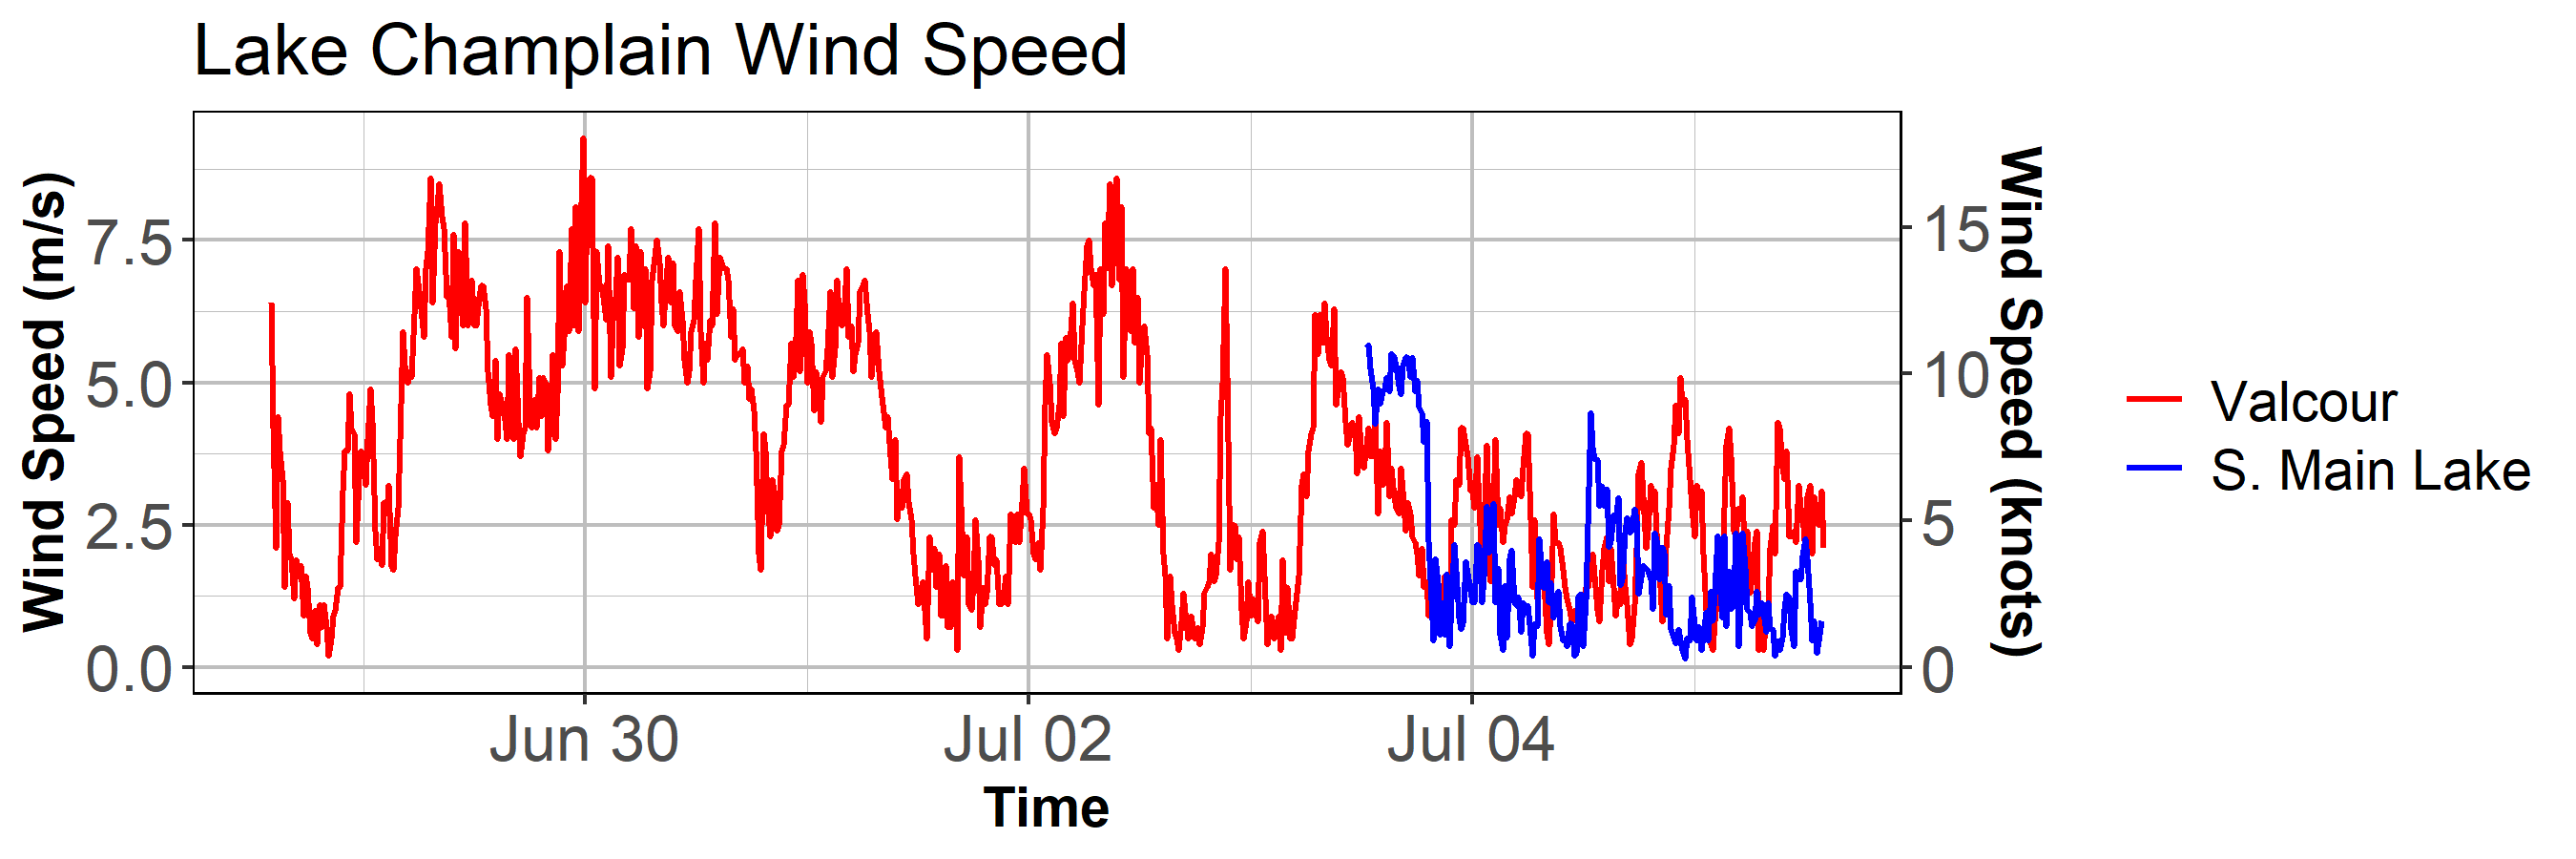 Lake Champlain Wind Speed
Wind Speed (m/s)
7.5
5.0
2.5
0.0
15
10
5
0
Wind Speed (knots)
Jun 30
Jul 02
Jul 04
Time
Valcour
S. Main Lake